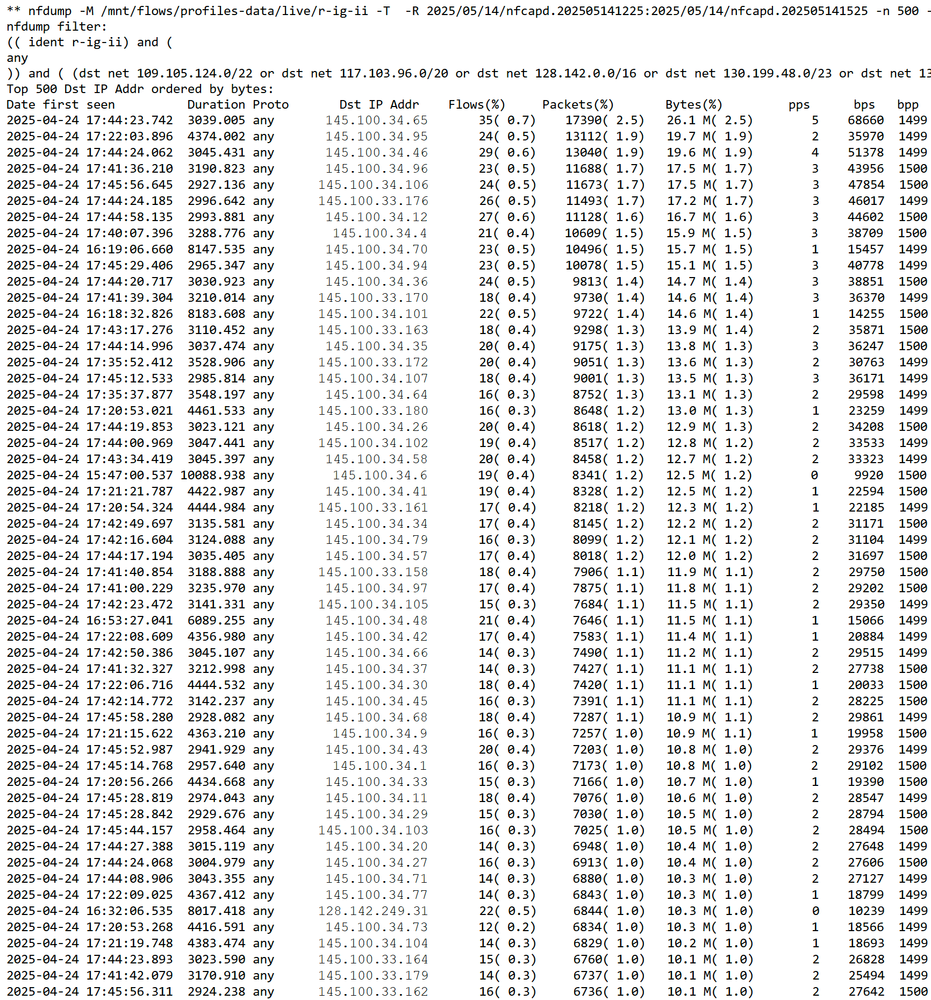 ** nfdump -M /mnt/flows/profiles-data/live/r-ig-ii -T  -R 2025/05/14/nfcapd.202505141225:2025/05/14/nfcapd.202505141525 -n 500 -
nfdump filter:
(( ident r-ig-ii) and (
any
)) and ( (dst net 109.105.124.0/22 or dst net 117.103.96.0/20 or dst net 128.142.0.0/16 or dst net 130.199.48.0/23 or dst net 13
Top 500 Dst IP Addr ordered by bytes:
Date first seen          Duration Proto       Dst IP Addr    Flows(%)     Packets(%)       Bytes(%)         pps      bps   bpp
2025-04-24 17:44:23.742  3039.005 any       145.100.34.65       35( 0.7)    17390( 2.5)   26.1 M( 2.5)        5    68660  1499
2025-04-24 17:22:03.896  4374.002 any       145.100.34.95       24( 0.5)    13112( 1.9)   19.7 M( 1.9)        2    35970  1499
2025-04-24 17:44:24.062  3045.431 any       145.100.34.46       29( 0.6)    13040( 1.9)   19.6 M( 1.9)        4    51378  1499
2025-04-24 17:41:36.210  3190.823 any       145.100.34.96       23( 0.5)    11688( 1.7)   17.5 M( 1.7)        3    43956  1500
2025-04-24 17:45:56.645  2927.136 any      145.100.34.106       24( 0.5)    11673( 1.7)   17.5 M( 1.7)        3    47854  1500
2025-04-24 17:44:24.185  2996.642 any      145.100.33.176       26( 0.5)    11493( 1.7)   17.2 M( 1.7)        3    46017  1499
2025-04-24 17:44:58.135  2993.881 any       145.100.34.12       27( 0.6)    11128( 1.6)   16.7 M( 1.6)        3    44602  1500
2025-04-24 17:40:07.396  3288.776 any        145.100.34.4       21( 0.4)    10609( 1.5)   15.9 M( 1.5)        3    38709  1500
2025-04-24 16:19:06.660  8147.535 any       145.100.34.70       23( 0.5)    10496( 1.5)   15.7 M( 1.5)        1    15457  1499
2025-04-24 17:45:29.406  2965.347 any       145.100.34.94       23( 0.5)    10078( 1.5)   15.1 M( 1.5)        3    40778  1499
2025-04-24 17:44:20.717  3030.923 any       145.100.34.36       24( 0.5)     9813( 1.4)   14.7 M( 1.4)        3    38851  1500
2025-04-24 17:41:39.304  3210.014 any      145.100.33.170       18( 0.4)     9730( 1.4)   14.6 M( 1.4)        3    36370  1499
2025-04-24 16:18:32.826  8183.608 any      145.100.34.101       22( 0.5)     9722( 1.4)   14.6 M( 1.4)        1    14255  1500
2025-04-24 17:43:17.276  3110.452 any      145.100.33.163       18( 0.4)     9298( 1.3)   13.9 M( 1.4)        2    35871  1500
2025-04-24 17:44:14.996  3037.474 any       145.100.34.35       20( 0.4)     9175( 1.3)   13.8 M( 1.3)        3    36247  1500
2025-04-24 17:35:52.412  3528.906 any      145.100.33.172       20( 0.4)     9051( 1.3)   13.6 M( 1.3)        2    30763  1499
2025-04-24 17:45:12.533  2985.814 any      145.100.34.107       18( 0.4)     9001( 1.3)   13.5 M( 1.3)        3    36171  1499
2025-04-24 17:35:37.877  3548.197 any       145.100.34.64       16( 0.3)     8752( 1.3)   13.1 M( 1.3)        2    29598  1499
2025-04-24 17:20:53.021  4461.533 any      145.100.33.180       16( 0.3)     8648( 1.2)   13.0 M( 1.3)        1    23259  1499
2025-04-24 17:44:19.853  3023.121 any       145.100.34.26       20( 0.4)     8618( 1.2)   12.9 M( 1.3)        2    34208  1500
2025-04-24 17:44:00.969  3047.441 any      145.100.34.102       19( 0.4)     8517( 1.2)   12.8 M( 1.2)        2    33533  1499
2025-04-24 17:43:34.419  3045.397 any       145.100.34.58       20( 0.4)     8458( 1.2)   12.7 M( 1.2)        2    33323  1499
2025-04-24 15:47:00.537 10088.938 any        145.100.34.6       19( 0.4)     8341( 1.2)   12.5 M( 1.2)        0     9920  1500
2025-04-24 17:21:21.787  4422.987 any       145.100.34.41       19( 0.4)     8328( 1.2)   12.5 M( 1.2)        1    22594  1500
2025-04-24 17:20:54.324  4444.984 any      145.100.33.161       17( 0.4)     8218( 1.2)   12.3 M( 1.2)        1    22185  1499
2025-04-24 17:42:49.697  3135.581 any       145.100.34.34       17( 0.4)     8145( 1.2)   12.2 M( 1.2)        2    31171  1500
2025-04-24 17:42:16.604  3124.088 any       145.100.34.79       16( 0.3)     8099( 1.2)   12.1 M( 1.2)        2    31104  1499
2025-04-24 17:44:17.194  3035.405 any       145.100.34.57       17( 0.4)     8018( 1.2)   12.0 M( 1.2)        2    31697  1500
2025-04-24 17:41:40.854  3188.888 any      145.100.33.158       18( 0.4)     7906( 1.1)   11.9 M( 1.1)        2    29750  1500
2025-04-24 17:41:00.229  3235.970 any       145.100.34.97       17( 0.4)     7875( 1.1)   11.8 M( 1.1)        2    29202  1500
2025-04-24 17:42:23.472  3141.331 any      145.100.34.105       15( 0.3)     7684( 1.1)   11.5 M( 1.1)        2    29350  1499
2025-04-24 16:53:27.041  6089.255 any       145.100.34.48       21( 0.4)     7646( 1.1)   11.5 M( 1.1)        1    15066  1499
2025-04-24 17:22:08.609  4356.980 any       145.100.34.42       17( 0.4)     7583( 1.1)   11.4 M( 1.1)        1    20884  1499
2025-04-24 17:42:50.386  3045.107 any       145.100.34.66       14( 0.3)     7490( 1.1)   11.2 M( 1.1)        2    29515  1499
2025-04-24 17:41:32.327  3212.998 any       145.100.34.37       14( 0.3)     7427( 1.1)   11.1 M( 1.1)        2    27738  1500
2025-04-24 17:22:06.716  4444.532 any       145.100.34.30       18( 0.4)     7420( 1.1)   11.1 M( 1.1)        1    20033  1500
2025-04-24 17:42:14.772  3142.237 any       145.100.34.45       16( 0.3)     7391( 1.1)   11.1 M( 1.1)        2    28225  1500
2025-04-24 17:45:58.280  2928.082 any       145.100.34.68       18( 0.4)     7287( 1.1)   10.9 M( 1.1)        2    29861  1499
2025-04-24 17:21:15.622  4363.210 any        145.100.34.9       16( 0.3)     7257( 1.0)   10.9 M( 1.1)        1    19958  1500
2025-04-24 17:45:52.987  2941.929 any       145.100.34.43       20( 0.4)     7203( 1.0)   10.8 M( 1.0)        2    29376  1499
2025-04-24 17:45:14.768  2957.640 any        145.100.34.1       16( 0.3)     7173( 1.0)   10.8 M( 1.0)        2    29102  1500
2025-04-24 17:20:56.266  4434.668 any       145.100.34.33       15( 0.3)     7166( 1.0)   10.7 M( 1.0)        1    19390  1500
2025-04-24 17:45:28.819  2974.043 any       145.100.34.11       18( 0.4)     7076( 1.0)   10.6 M( 1.0)        2    28547  1499
2025-04-24 17:45:28.842  2929.676 any       145.100.34.29       15( 0.3)     7030( 1.0)   10.5 M( 1.0)        2    28794  1500
2025-04-24 17:45:44.157  2958.464 any      145.100.34.103       16( 0.3)     7025( 1.0)   10.5 M( 1.0)        2    28494  1500
2025-04-24 17:44:27.388  3015.119 any       145.100.34.20       14( 0.3)     6948( 1.0)   10.4 M( 1.0)        2    27648  1499
2025-04-24 17:44:24.068  3004.979 any       145.100.34.27       16( 0.3)     6913( 1.0)   10.4 M( 1.0)        2    27606  1500
2025-04-24 17:44:08.906  3043.355 any       145.100.34.71       14( 0.3)     6880( 1.0)   10.3 M( 1.0)        2    27127  1499
2025-04-24 17:22:09.025  4367.412 any       145.100.34.77       14( 0.3)     6843( 1.0)   10.3 M( 1.0)        1    18799  1499
2025-04-24 16:32:06.535  8017.418 any      128.142.249.31       22( 0.5)     6844( 1.0)   10.3 M( 1.0)        0    10239  1499
2025-04-24 17:20:53.268  4416.591 any       145.100.34.73       12( 0.2)     6834( 1.0)   10.3 M( 1.0)        1    18566  1499
2025-04-24 17:21:19.748  4383.474 any      145.100.34.104       14( 0.3)     6829( 1.0)   10.2 M( 1.0)        1    18693  1499
2025-04-24 17:44:23.893  3023.590 any      145.100.33.164       15( 0.3)     6760( 1.0)   10.1 M( 1.0)        2    26828  1499
2025-04-24 17:41:42.079  3170.910 any      145.100.33.179       14( 0.3)     6737( 1.0)   10.1 M( 1.0)        2    25494  1499
2025-04-24 17:45:56.311  2924.238 any      145.100.33.162       16( 0.3)     6736( 1.0)   10.1 M( 1.0)        2    27642  1500